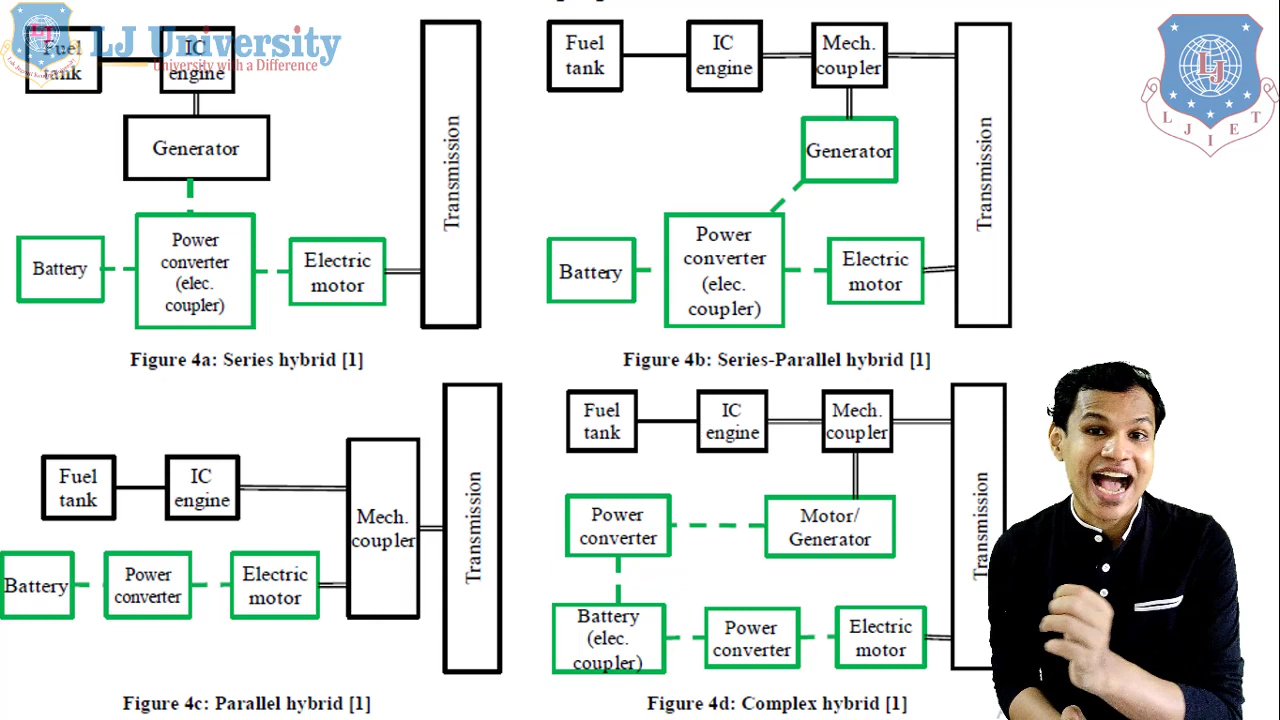 LJ University
University with a Difference
LJ
L J I E T
Fuel
tank
IC
engine
Generator
Battery
Power
converter
(elec.
coupler)
Electric
motor
Transmission
Figure 4a: Series hybrid [1]
Fuel
tank
IC
engine
Mech.
coupler
Generator
Battery
Power
converter
(elec.
coupler)
Electric
motor
Transmission
Figure 4b: Series-Parallel hybrid [1]
Fuel
tank
IC
engine
Mech.
coupler
Battery
Power
converter
Electric
motor
Transmission
Figure 4c: Parallel hybrid [1]
Fuel
tank
IC
engine
Mech.
coupler
Power
converter
Motor/
Generator
Battery
(elec.
coupler)
Power
converter
Electric
motor
Transmission
Figure 4d: Complex hybrid [1]